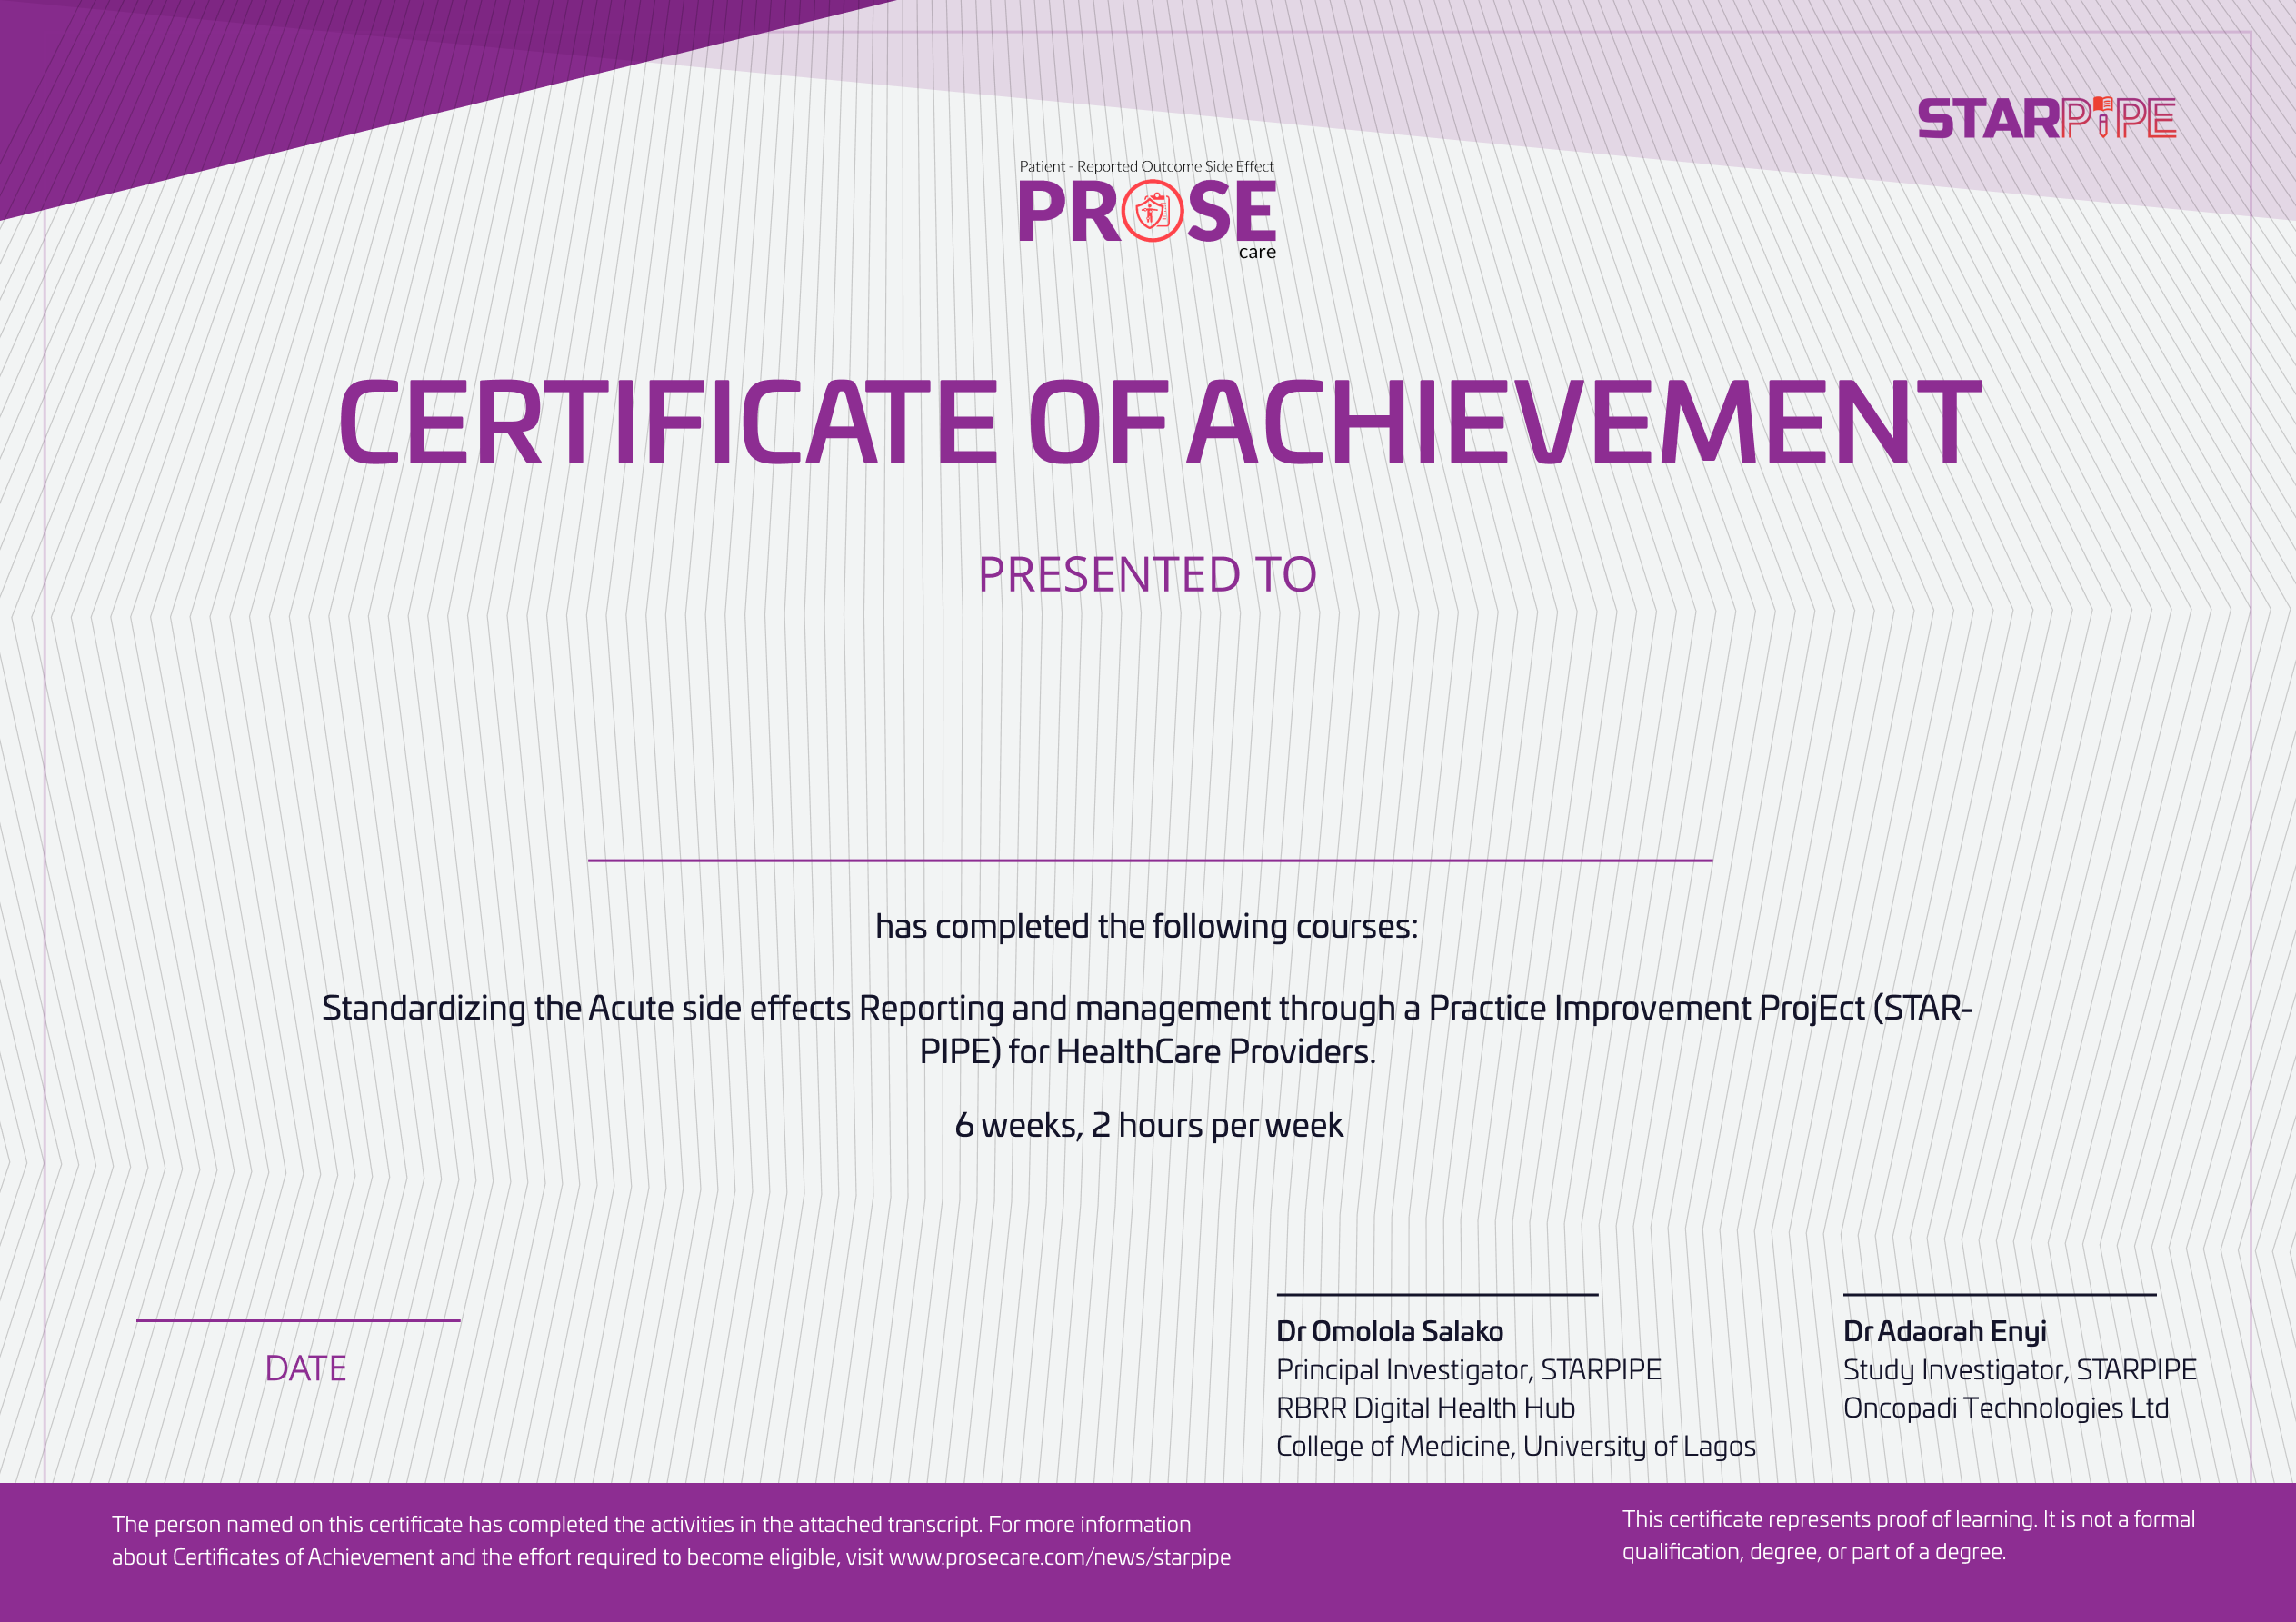 STARPIPE
Patient - Reported Outcome Side Effect
PROSE
care
CERTIFICATE OF ACHIEVEMENT
PRESENTED TO
has completed the following courses:
Standardizing the Acute side effects Reporting and management through a Practice Improvement ProjEct (STAR-
PIPE) for HealthCare Providers.
6 weeks, 2 hours per week
DATE
Dr Omolola Salako
Principal Investigator, STARPIPE
RBRR Digital Health Hub
College of Medicine, University of Lagos
Dr Adaorah Enyi
Study Investigator, STARPIPE
Oncopadi Technologies Ltd
The person named on this certificate has completed the activities in the attached transcript. For more information
about Certificates of Achievement and the effort required to become eligible, visit www.prosecare.com/news/starpipe
This certificate represents proof of learning. It is not a formal
qualification, degree, or part of a degree.